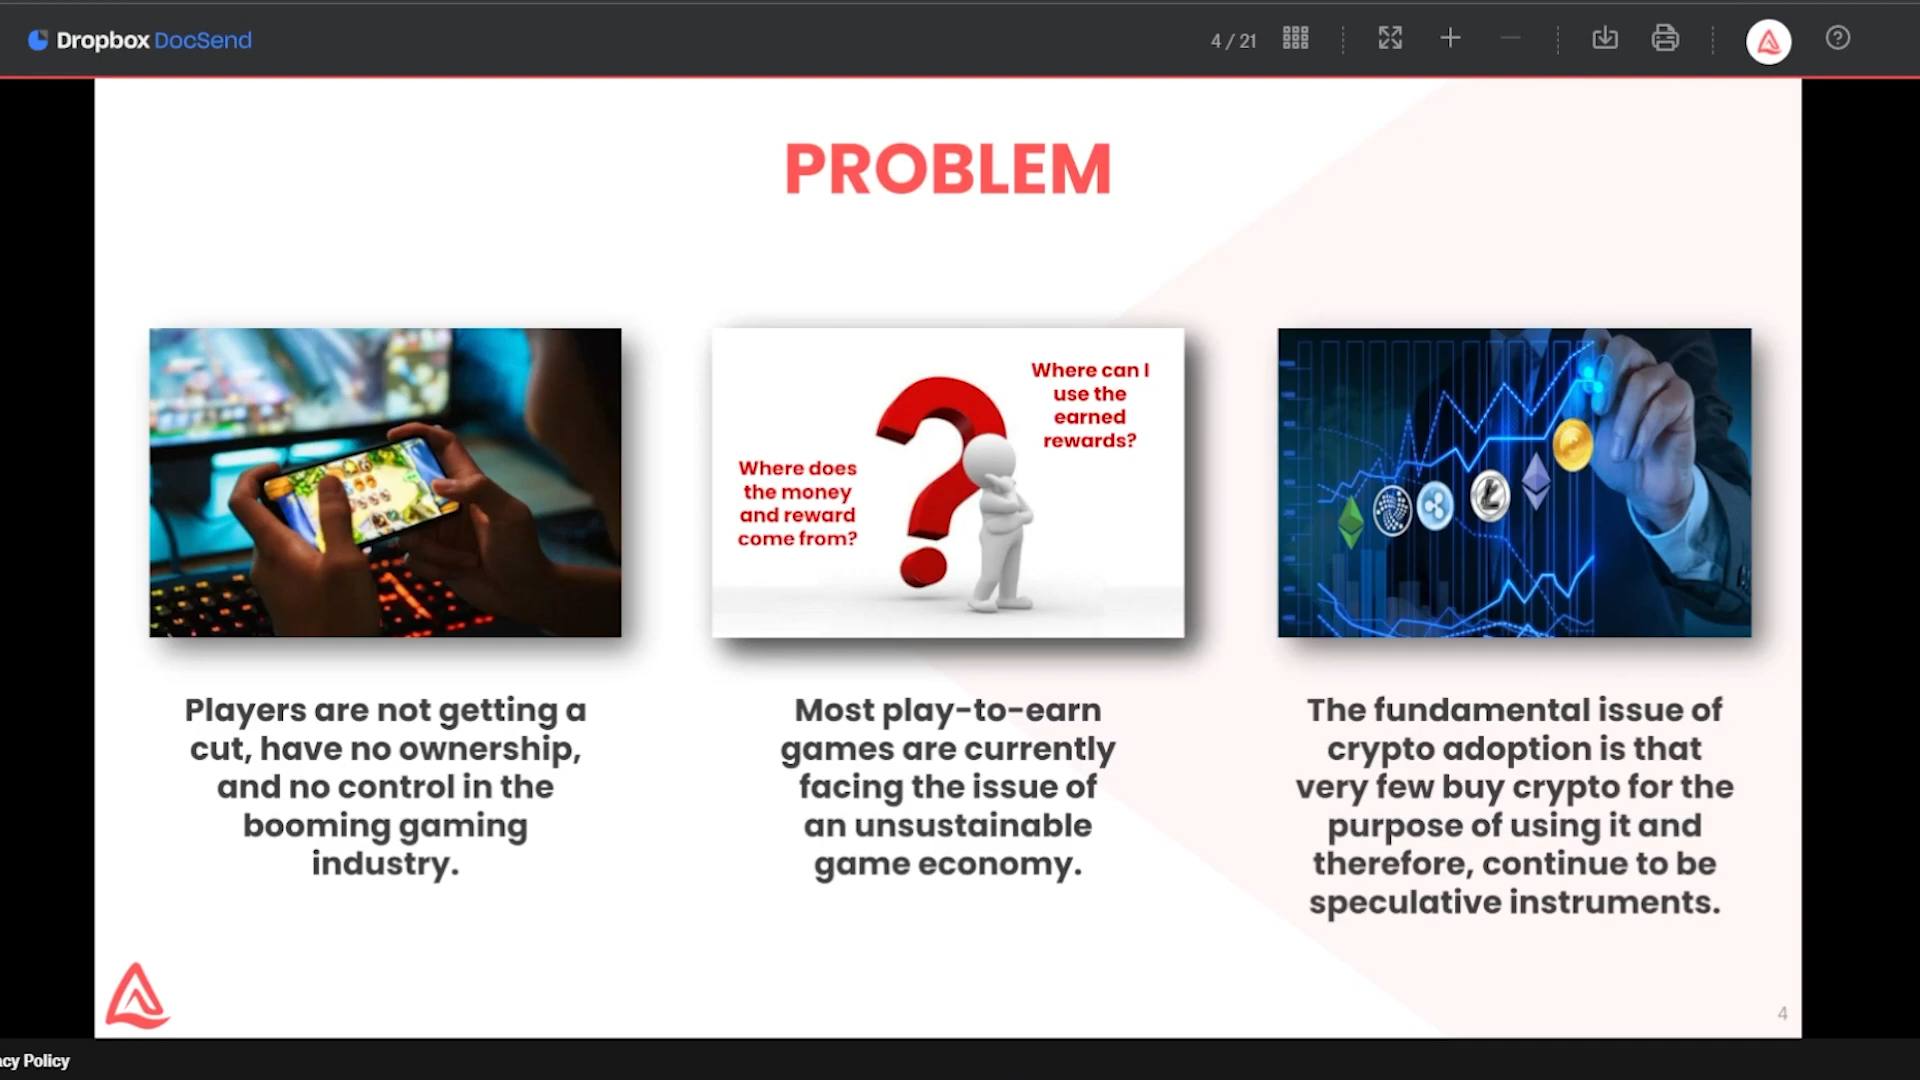 Dropbox DocSend
4 / 21
PROBLEM
Where can I
use the
earned
rewards?
Where does
the money
and reward
come from?
Players are not getting a
cut, have no ownership,
and no control in the
booming gaming
industry.
Most play-to-earn
games are currently
facing the issue of
an unsustainable
game economy.
The fundamental issue of
crypto adoption is that
very few buy crypto for the
purpose of using it and
therefore, continue to be
speculative instruments.
4
acy Policy